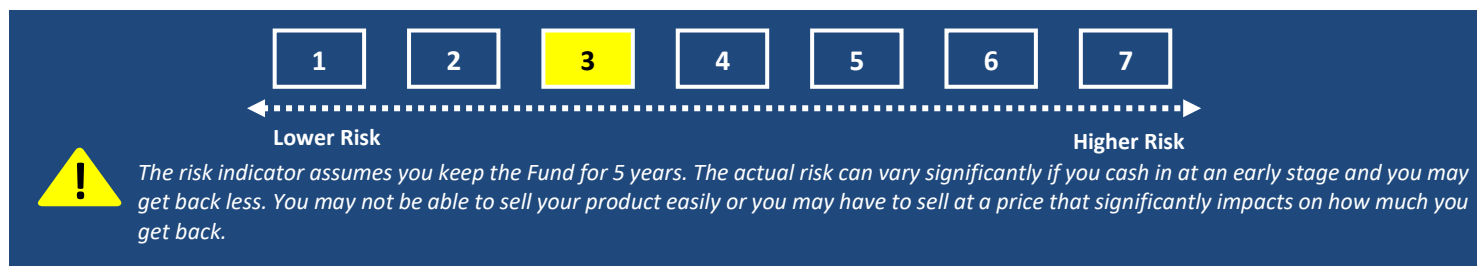 1 2 3 4 5 6 7
Lower Risk Higher Risk
!
The risk indicator assumes you keep the Fund for 5 years. The actual risk can vary significantly if you cash in at an early stage and you may
get back less. You may not be able to sell your product easily or you may have to sell at a price that significantly impacts on how much you
get back.